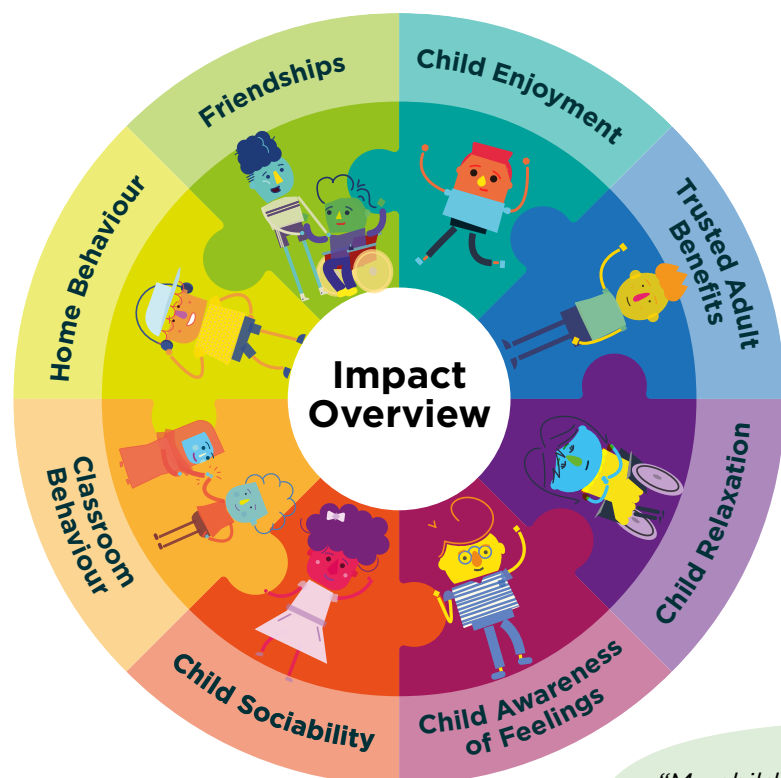 Impact
Overview
Child Enjoyment
Trusted Adult
Benefits
Child Relaxation
Child Awareness
of Feelings
Child Sociability
Classroom
Behaviour
Home Behaviour
Friendships